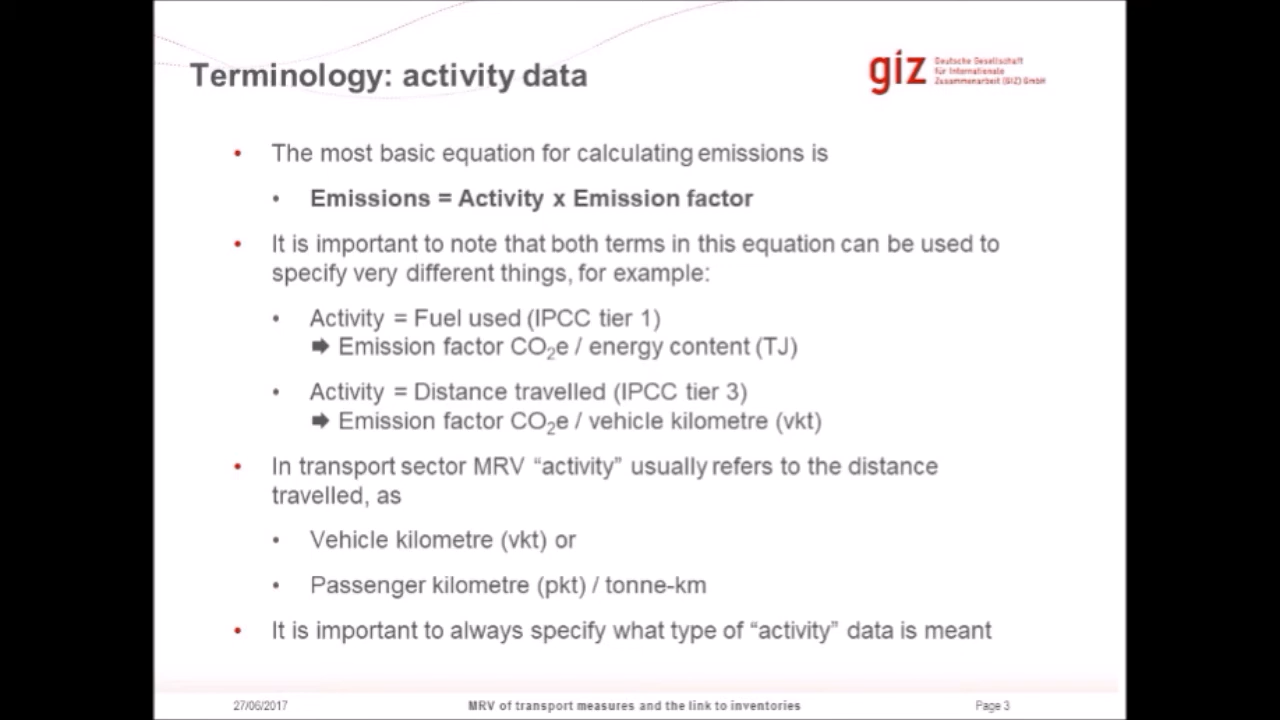 Terminology: activity data
giz Deutsche Gesellschaft
für Internationale
Zusammenarbeit (GIZ) GmbH
• The most basic equation for calculating emissions is
• Emissions = Activity x Emission factor
• It is important to note that both terms in this equation can be used to
specify very different things, for example:
• Activity = Fuel used (IPCC tier 1)
➡ Emission factor CO₂e / energy content (TJ)
• Activity = Distance travelled (IPCC tier 3)
➡ Emission factor CO₂e / vehicle kilometre (vkt)
• In transport sector MRV “activity” usually refers to the distance
travelled, as
• Vehicle kilometre (vkt) or
• Passenger kilometre (pkt) / tonne-km
• It is important to always specify what type of “activity” data is meant
27/06/2017 MRV of transport measures and the link to inventories Page 3